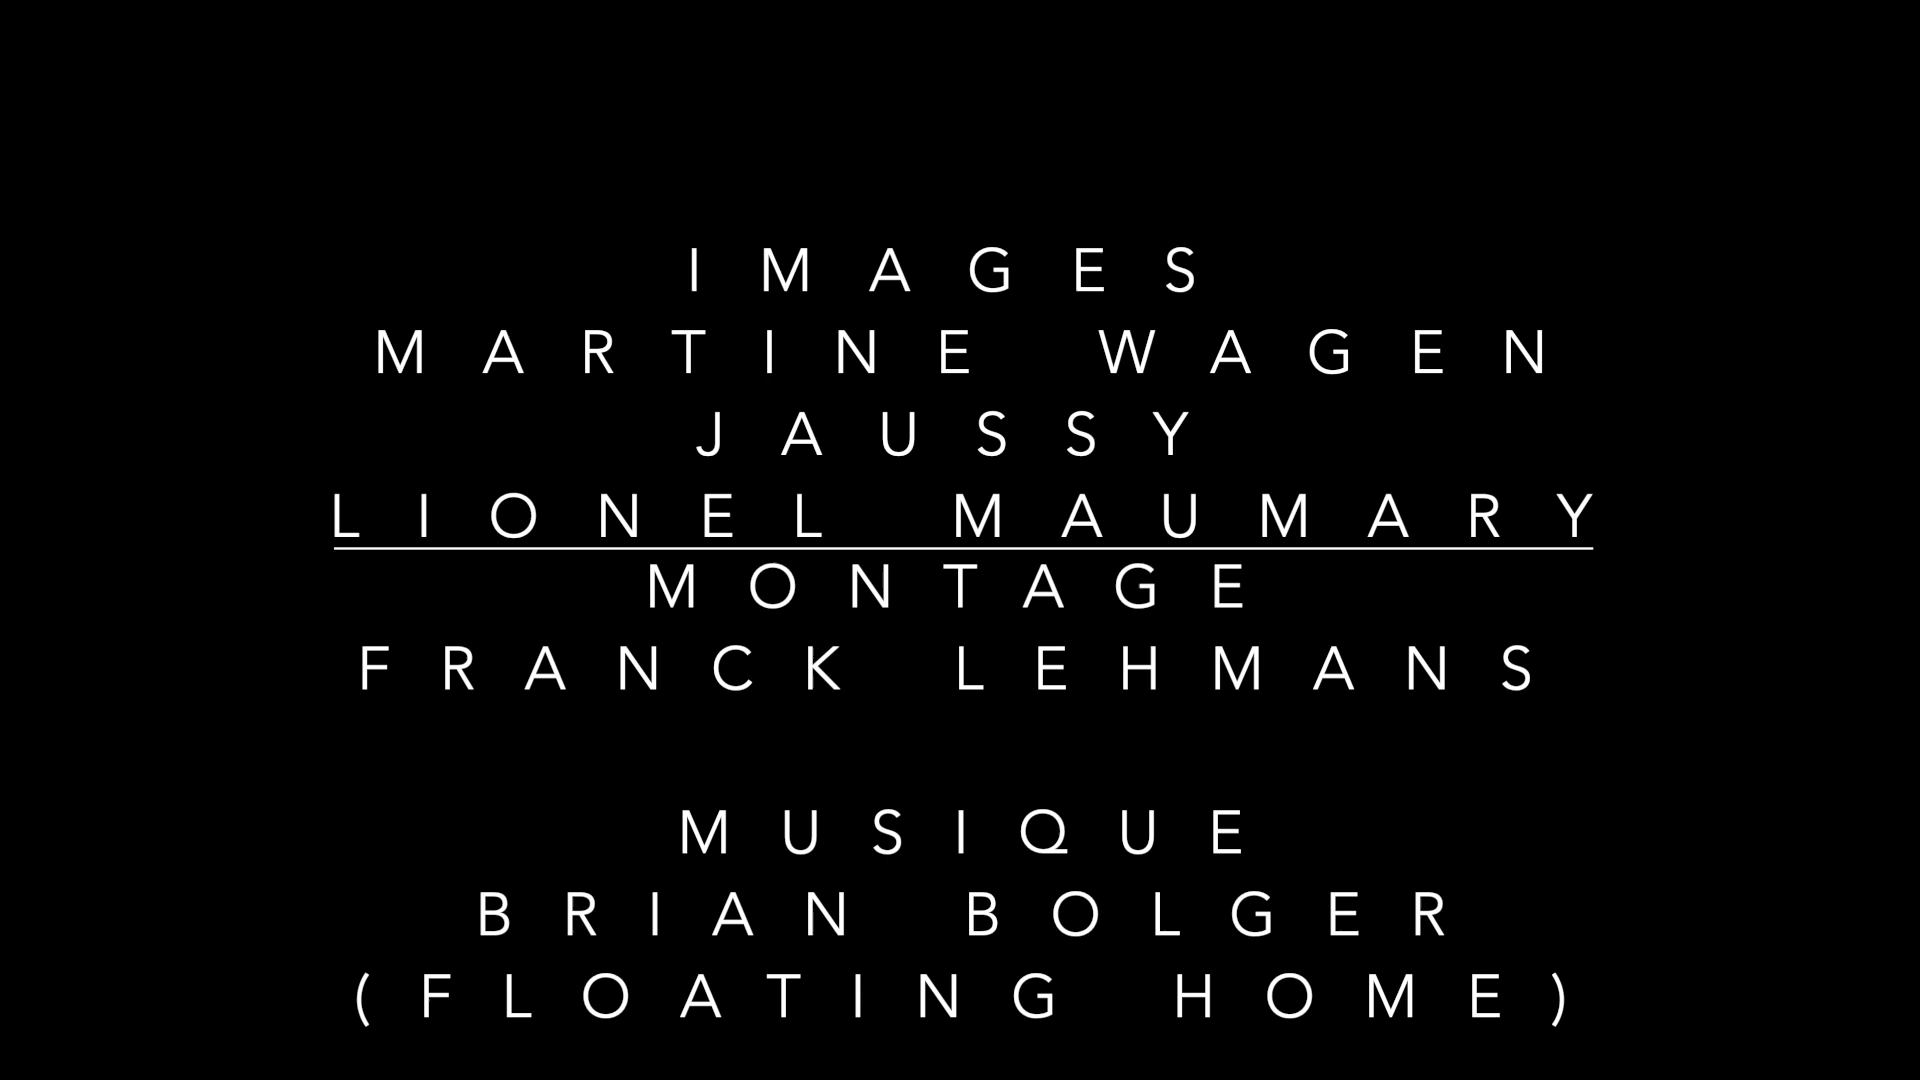 IMAGES
MARTINE WAGEN
JAUSSY
LIONEL MAUMARY
MONTAGE
FRANCK LEHMANS
MUSIQUE
BRIAN BOLGER
(FLOATING HOME)